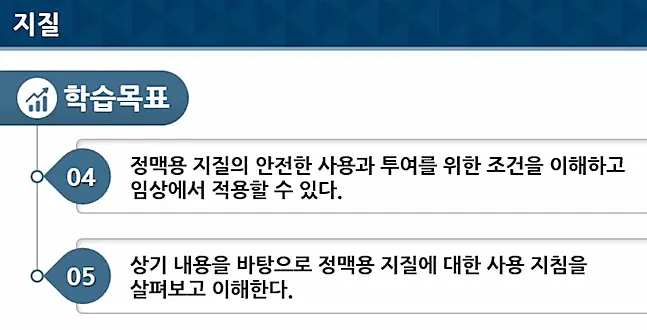 지질
학습목표
04
정맥용 지질의 안전한 사용과 투여를 위한 조건을 이해하고
임상에서 적용할 수 있다.
05
상기 내용을 바탕으로 정맥용 지질에 대한 사용 지침을
살펴보고 이해한다.